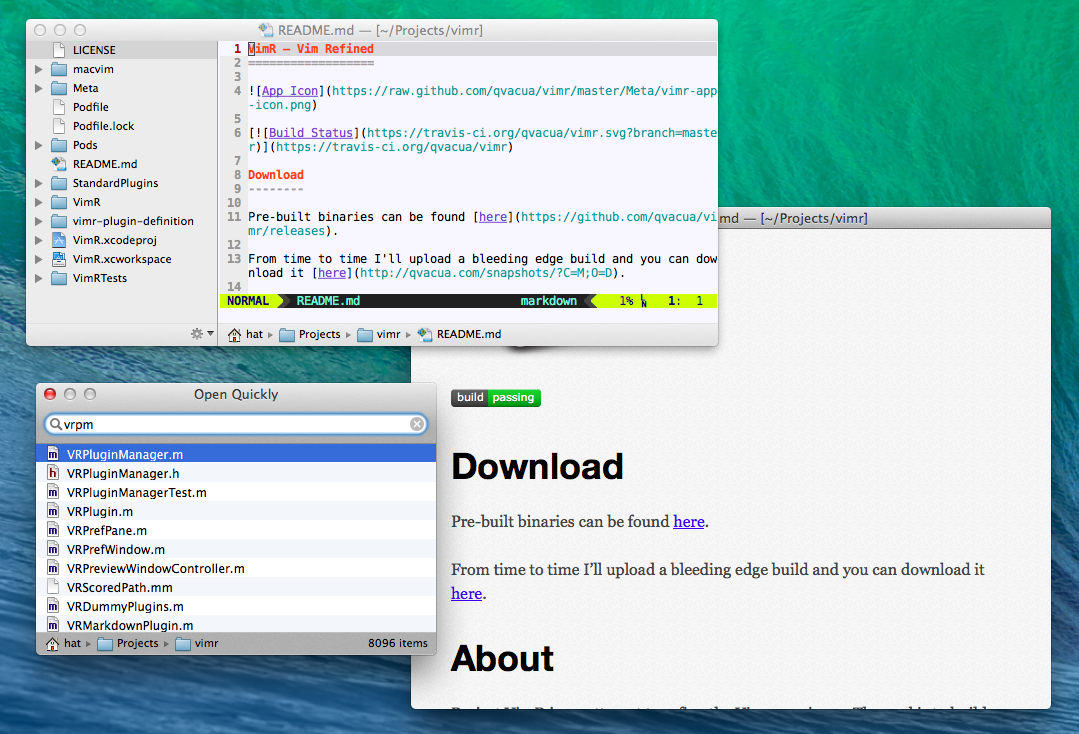 README.md — [~/Projects/vimr]
LICENSE
macvim
Meta
Podfile
Podfile.lock
Pods
README.md
StandardPlugins
VimR
vimr-plugin-definition
VimR.xcodeproj
VimR.xcworkspace
VimRTests
1 VimR — Vim Refined
2 ==================
3
4 ![App Icon](https://raw.github.com/qvacua/vimr/master/Meta/vimr-app
-icon.png)
5
6 [![Build Status](https://travis-ci.org/qvacua/vimr.svg?branch=maste
r)](https://travis-ci.org/qvacua/vimr)
7
8 Download
9 --------
10
11 Pre-built binaries can be found [here](https://github.com/qvacua/vi
mr/releases).
12
13 From time to time I'll upload a bleeding edge build and you can dow
nload it [here](http://qvacua.com/snapshots/?C=M;O=D).
14
NORMAL README.md markdown 1% LN 1: 1
hat Projects vimr README.md
md — [~/Projects/vimr]
build passing
Download
Pre-built binaries can be found here.
From time to time I’ll upload a bleeding edge build and you can download it
here.
About
Open Quickly
vrpm
VRPluginManager.m
VRPluginManager.h
VRPluginManagerTest.m
VRPlugin.m
VRPrefPane.m
VRPrefWindow.m
VRPreviewWindowController.m
VRScoredPath.mm
VRDummyPlugins.m
VRMarkdownPlugin.m
hat Projects vimr 8096 items